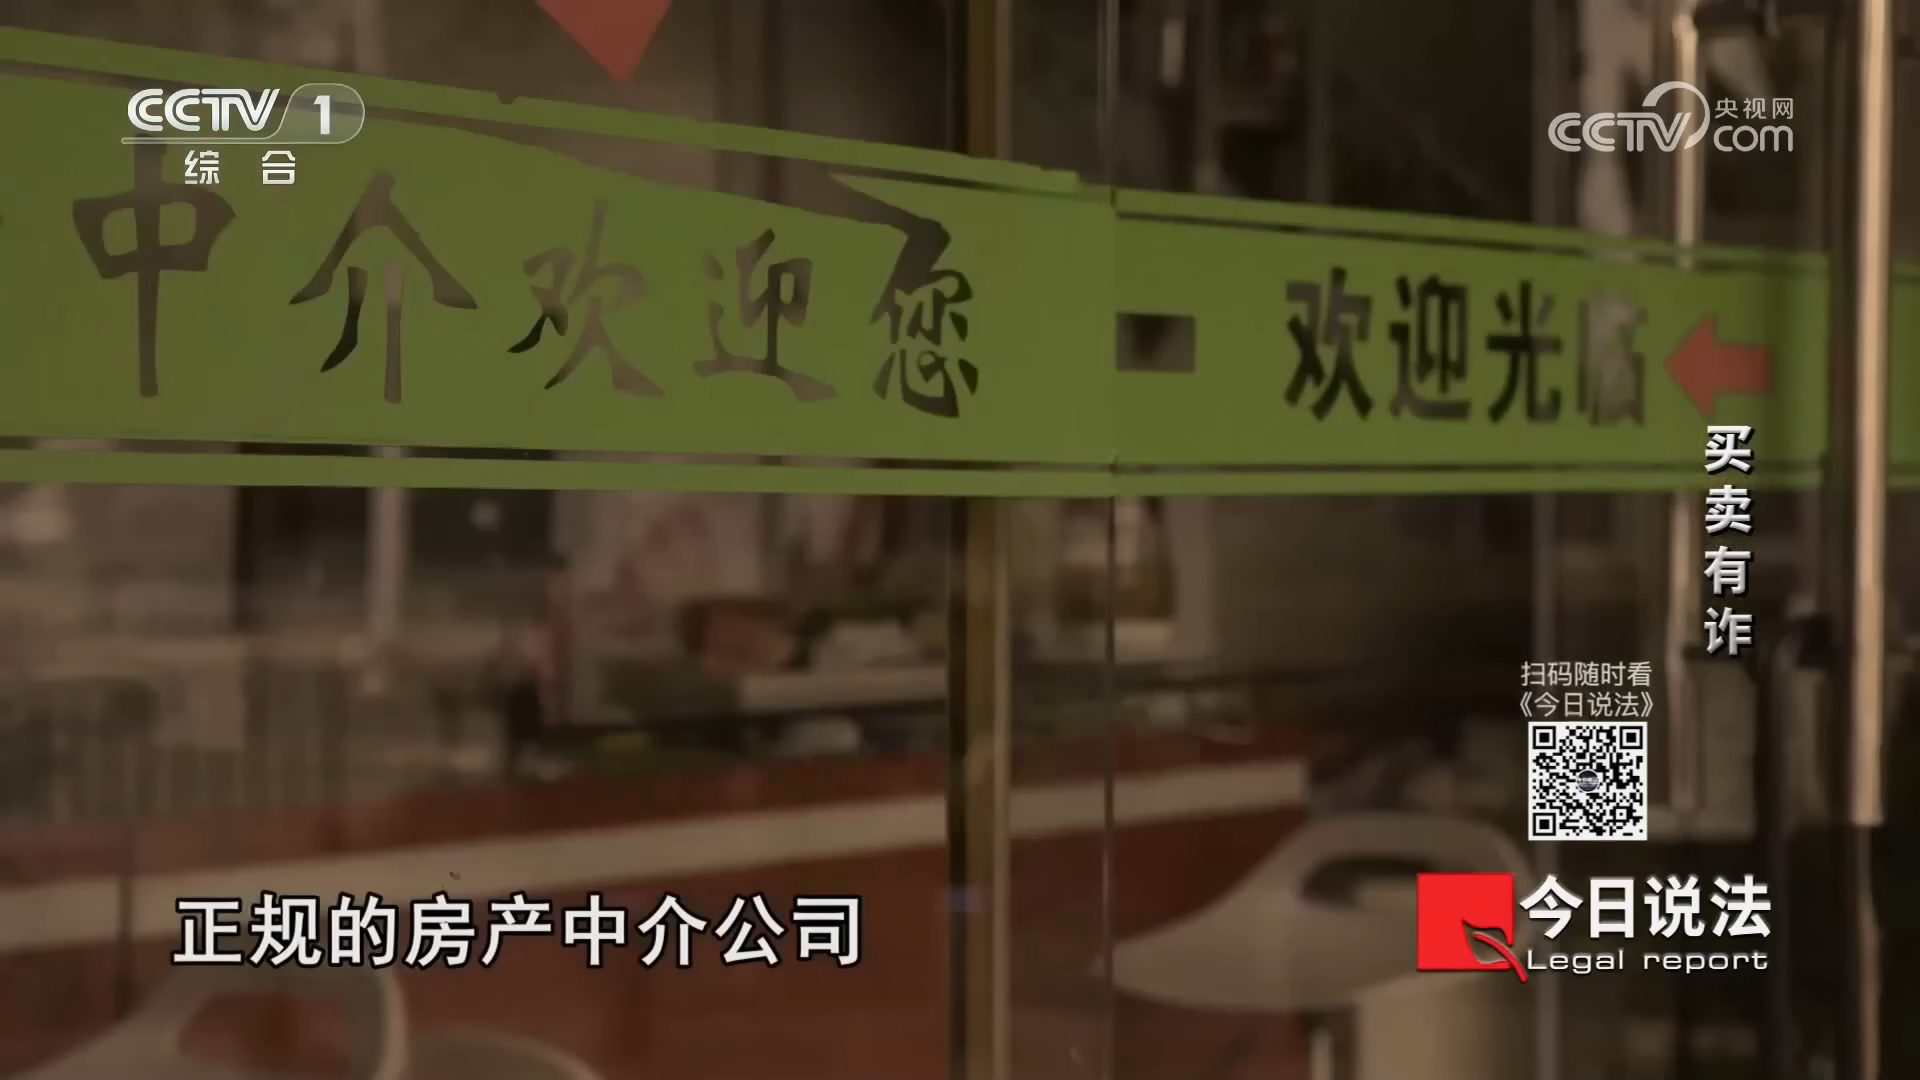 CCTV 1
综合
央视网
CCTV.com
中介欢迎您
欢迎光临
买卖有诈
扫码随时看
《今日说法》
正规的房产中介公司
今日说法
Legal report